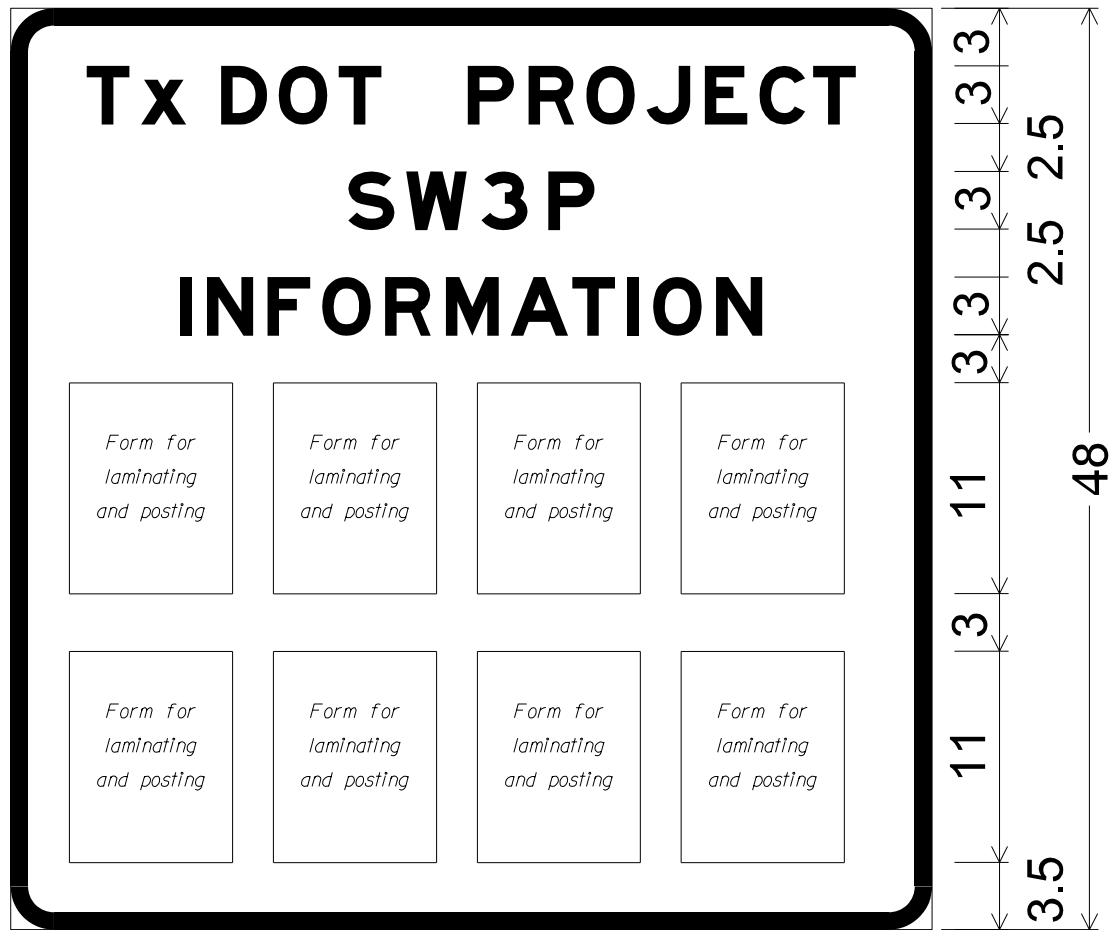 Tx DOT PROJECT
SW3P
INFORMATION
Form for
laminating
and posting
Form for
laminating
and posting
Form for
laminating
and posting
Form for
laminating
and posting
Form for
laminating
and posting
Form for
laminating
and posting
Form for
laminating
and posting
Form for
laminating
and posting
3
3
2.5
3
2.5
3
3
11
3
11
3.5
48